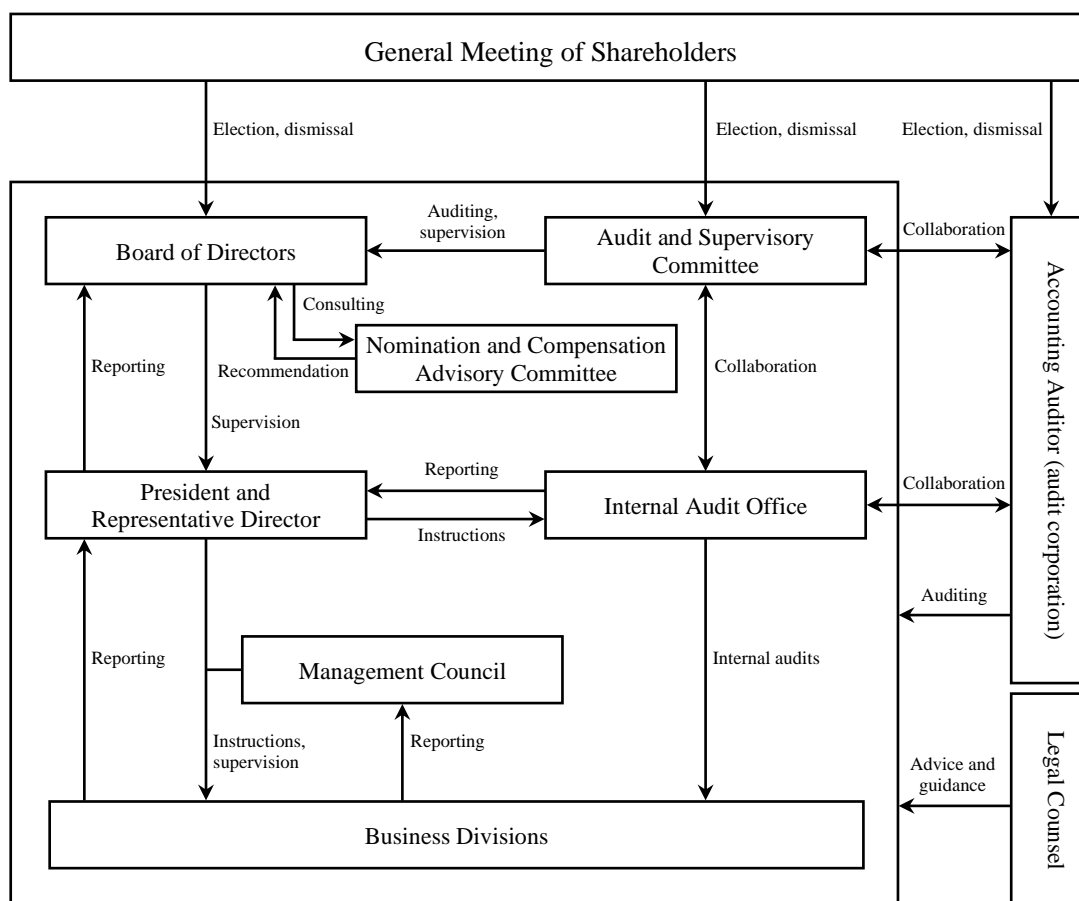 General Meeting of Shareholders
Election, dismissal
Election, dismissal
Election, dismissal
Board of Directors
Auditing,
supervision
Audit and Supervisory
Committee
Collaboration
Accounting Auditor (audit corporation)
Consulting
Nomination and Compensation
Advisory Committee
Recommendation
Reporting
Collaboration
Supervision
President and
Representative Director
Reporting
Instructions
Internal Audit Office
Collaboration
Auditing
Reporting
Management Council
Internal audits
Instructions,
supervision
Reporting
Advice and
guidance
Legal Counsel
Business Divisions